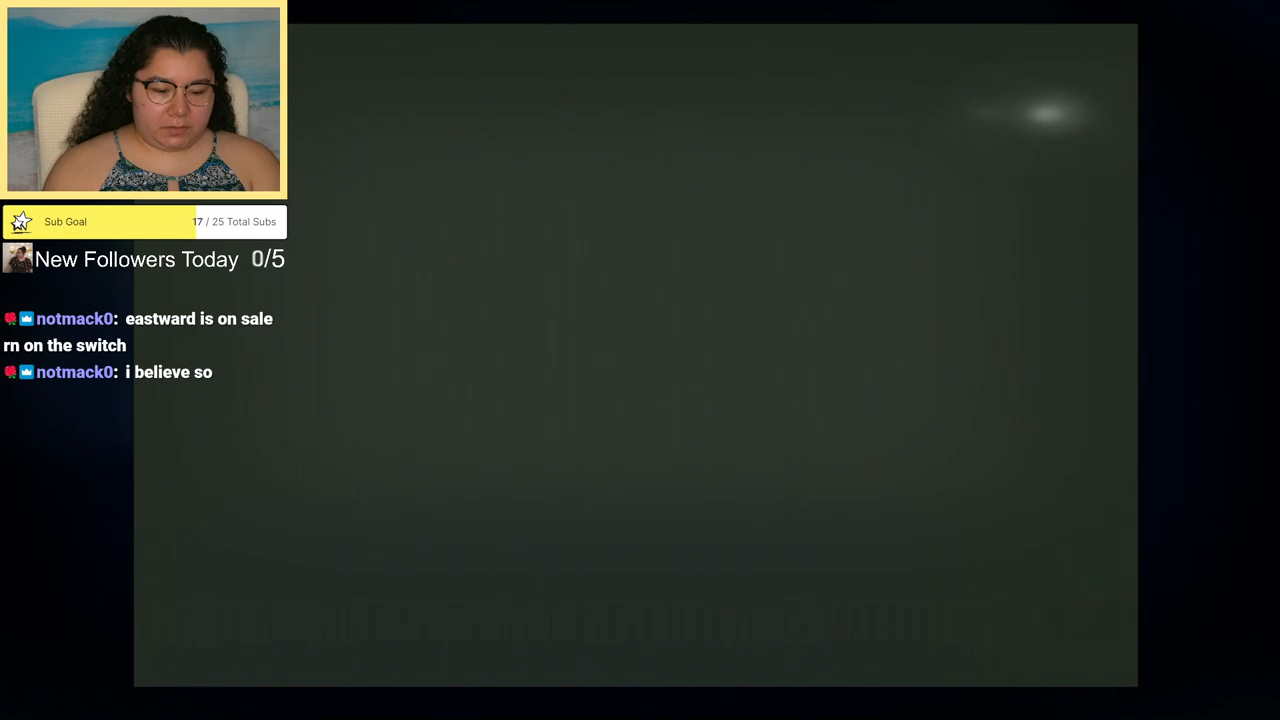 Sub Goal 17 / 25 Total Subs
New Followers Today 0/5
notmack0: eastward is on sale
rn on the switch
notmack0: i believe so